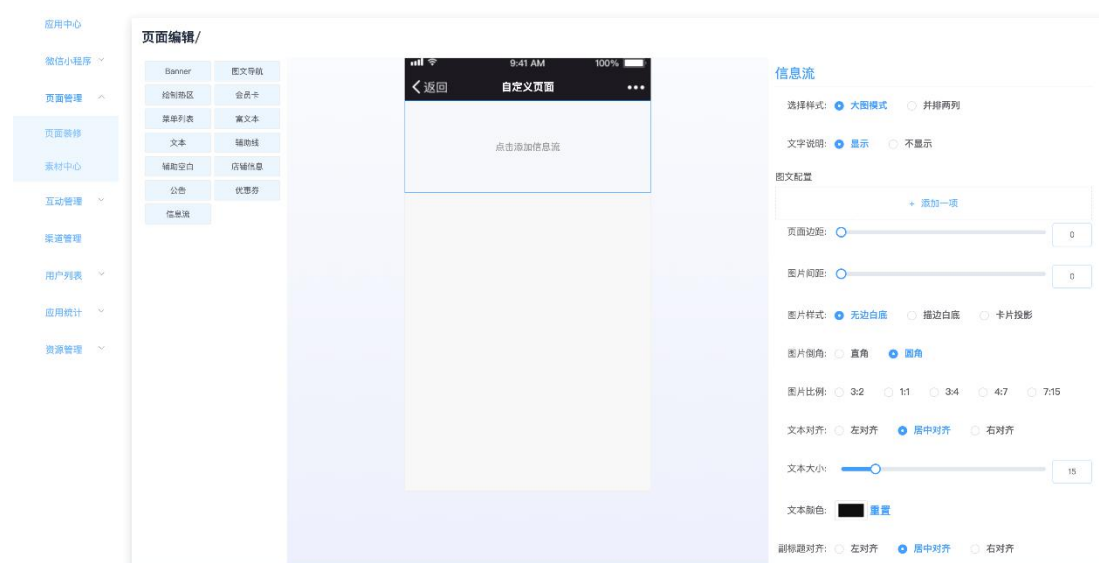 应用中心
微信小程序
页面管理
页面装修
素材中心
互动管理
渠道管理
用户列表
应用统计
资源管理
页面编辑/
Banner 图文导航
绘制热区 会员卡
菜单列表 富文本
文本 辅助线
辅助空白 店铺信息
公告 优惠券
信息流
9:41 AM 100%
返回 自定义页面
点击添加信息流
信息流
选择样式: 大图模式 并排两列
文字说明: 显示 不显示
图文配置
+ 添加一项
页面边距: 0
图片间距: 0
图片样式: 无边白底 描边白底 卡片投影
图片倒角: 直角 圆角
图片比例: 3:2 1:1 3:4 4:7 7:15
文本对齐: 左对齐 居中对齐 右对齐
文本大小: 15
文本颜色: 重置
副标题对齐: 左对齐 居中对齐 右对齐